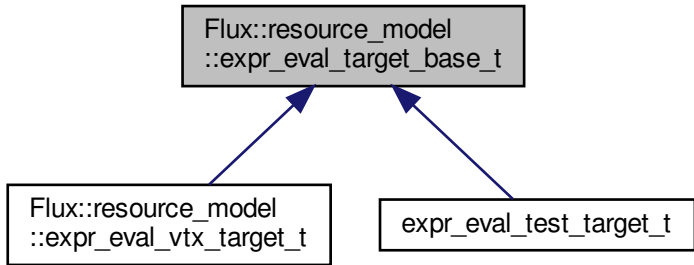 Flux::resource_model
::expr_eval_target_base_t
Flux::resource_model
::expr_eval_vtx_target_t
expr_eval_test_target_t